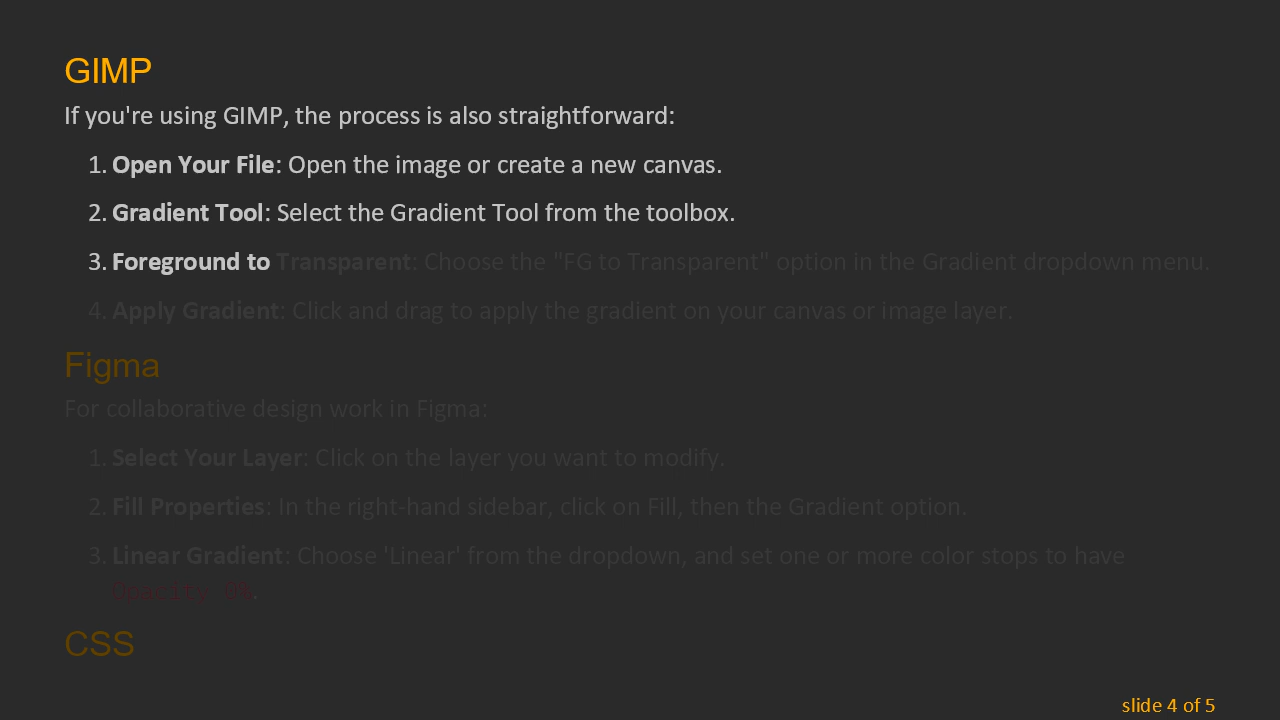 GIMP
If you're using GIMP, the process is also straightforward:
1. Open Your File: Open the image or create a new canvas.
2. Gradient Tool: Select the Gradient Tool from the toolbox.
3. Foreground to Transparent: Choose the "FG to Transparent" option in the Gradient dropdown menu.
4. Apply Gradient: Click and drag to apply the gradient on your canvas or image layer.
Figma
For collaborative design work in Figma:
1. Select Your Layer: Click on the layer you want to modify.
2. Fill Properties: In the right-hand sidebar, click on Fill, then the Gradient option.
3. Linear Gradient: Choose 'Linear' from the dropdown, and set one or more color stops to have
Opacity 0%.
CSS
slide 4 of 5